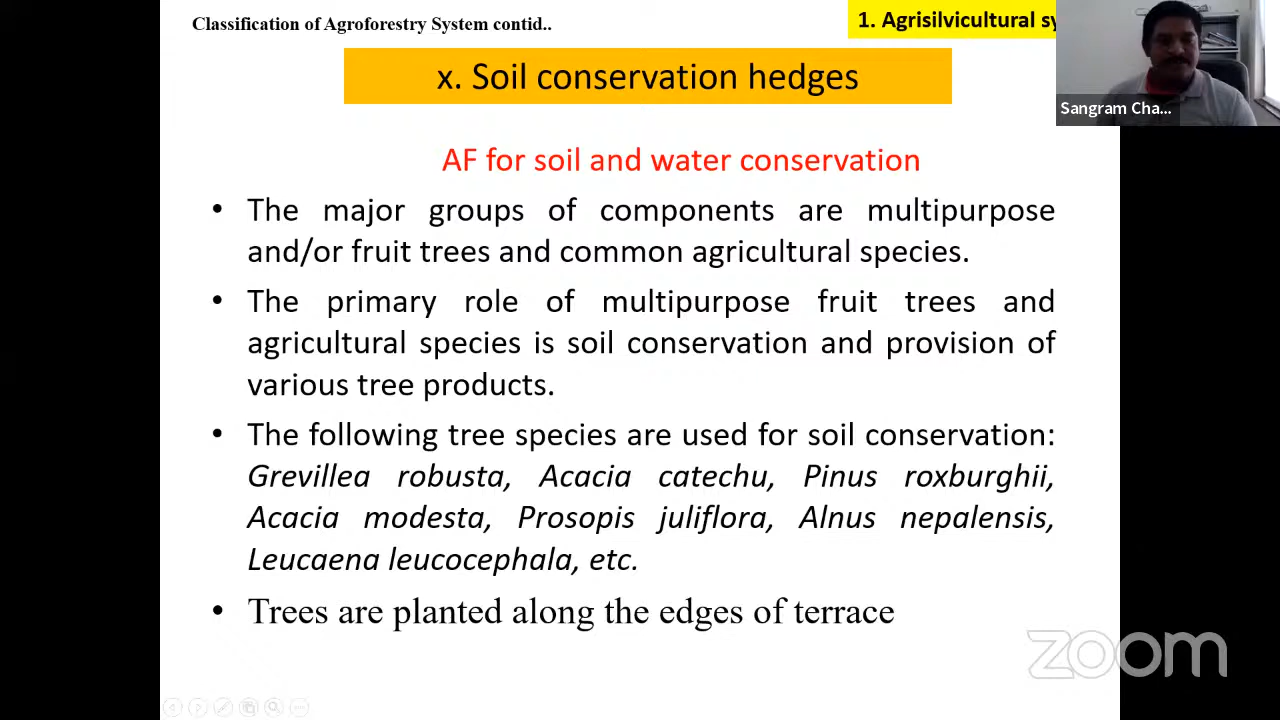 Classification of Agroforestry System contid..
1. Agrisilvicultural sy
x. Soil conservation hedges
Sangram Cha...
AF for soil and water conservation
• The major groups of components are multipurpose
and/or fruit trees and common agricultural species.
• The primary role of multipurpose fruit trees and
agricultural species is soil conservation and provision of
various tree products.
• The following tree species are used for soil conservation:
Grevillea robusta, Acacia catechu, Pinus roxburghii,
Acacia modesta, Prosopis juliflora, Alnus nepalensis,
Leucaena leucocephala, etc.
• Trees are planted along the edges of terrace
zoom